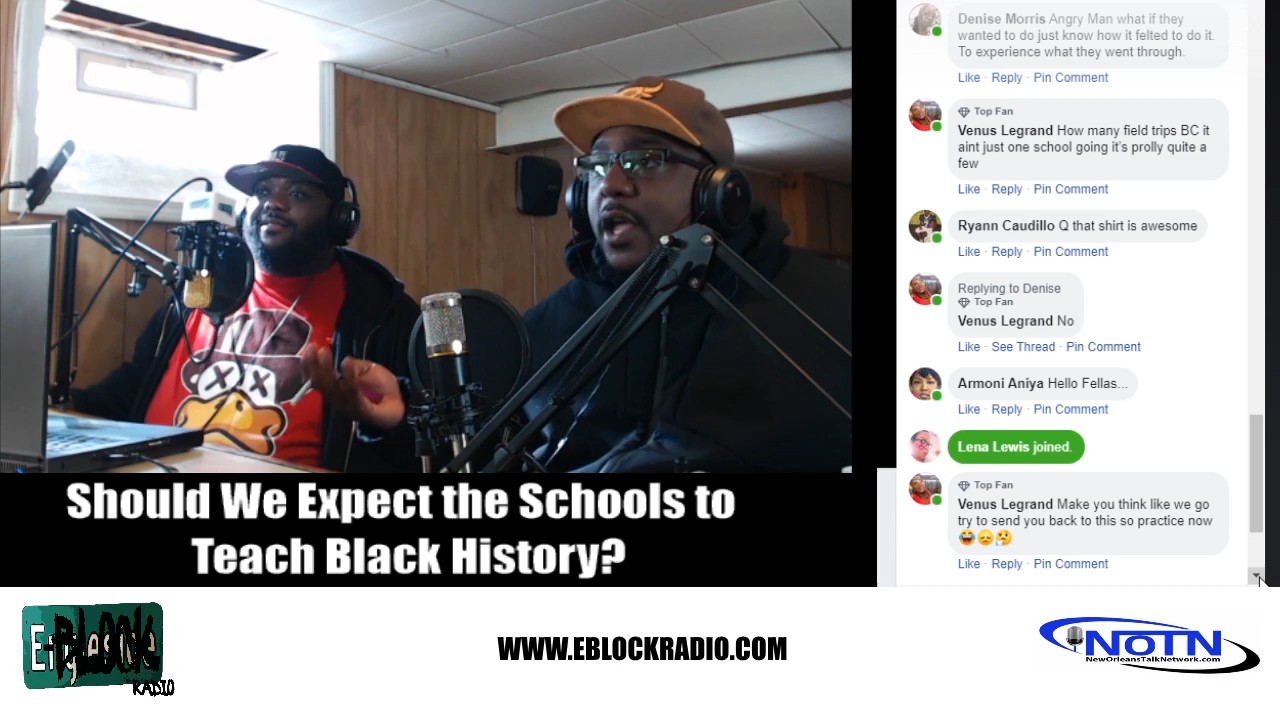 Denise Morris Angry Man what if they
wanted to do just know how it felted to do it.
To experience what they went through.
Like · Reply · Pin Comment
Top Fan
Venus Legrand How many field trips BC it
aint just one school going it's prolly quite a
few
Like · Reply · Pin Comment
Ryann Caudillo Q that shirt is awesome
Like · Reply · Pin Comment
Replying to Denise
Top Fan
Venus Legrand No
Like · See Thread · Pin Comment
Armoni Aniya Hello Fellas...
Like · Reply · Pin Comment
Lena Lewis joined.
Top Fan
Venus Legrand Make you think like we go
try to send you back to this so practice now
😂😞🤔
Like · Reply · Pin Comment
Should We Expect the Schools to
Teach Black History?
BLOCK
RADIO
WWW.EBLOCKRADIO.COM
NOTN
NewOrleansTalkNetwork.com